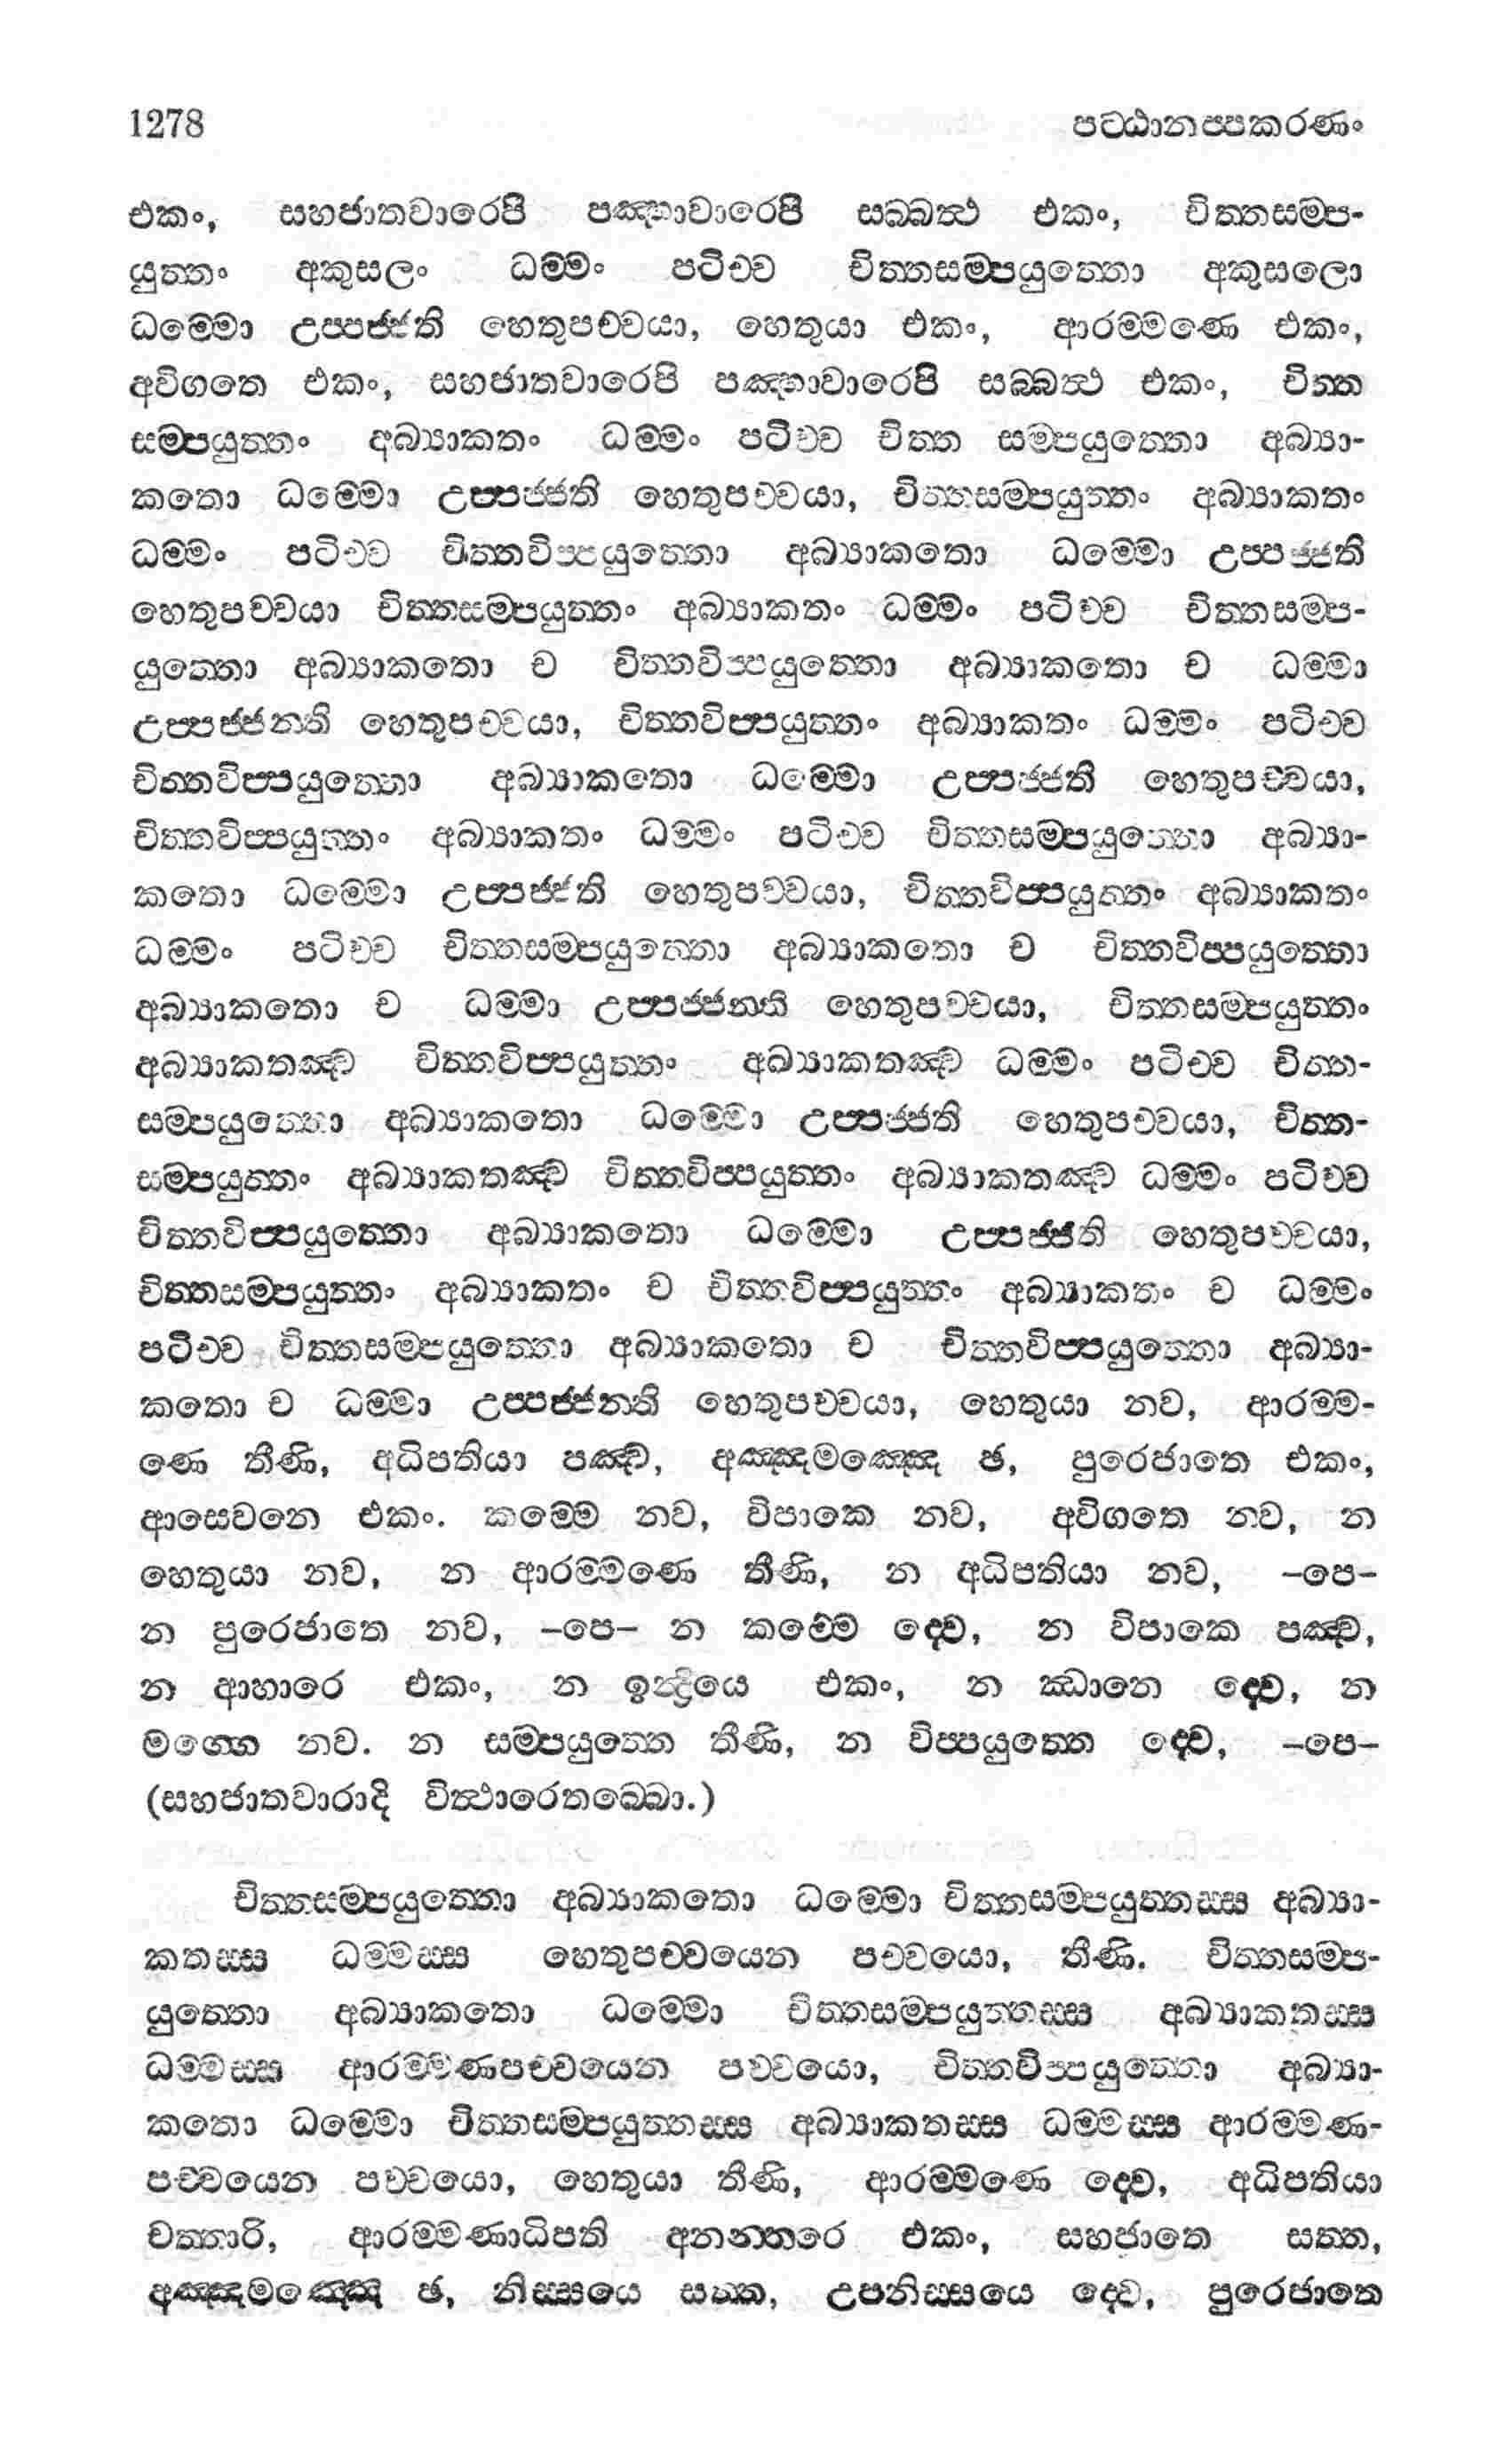 1278 පට්ඨානප්පකරණං
එකං, සහජාතවාරෙපි පඤ්හාවාරෙපි සබ්බත්ථ එකං, චිත්තසම්ප-
යුත්තං අකුසලං ධම්මං පටිච්ච චිත්තසම්පයුත්තො අකුසලො
ධම්මො උප්පජ්ජති හෙතුපච්චයා, හෙතුයා එකං, ආරම්මණෙ එකං,
අවිගතෙ එකං, සහජාතවාරෙපි පඤ්හාවාරෙපි සබ්බත්ථ එකං, චිත්ත
සම්පයුත්තං අබ්‍යාකතං ධම්මං පටිච්ච චිත්ත සම්පයුත්තො අබ්‍යා-
කතො ධම්මො උප්පජ්ජති හෙතුපච්චයා, චිත්තසම්පයුත්තං අබ්‍යාකතං
ධම්මං පටිච්ච චිත්තවිප්පයුත්තො අබ්‍යාකතො ධම්මො උප්පජ්ජති
හෙතුපච්චයා චිත්තසම්පයුත්තං අබ්‍යාකතං ධම්මං පටිච්ච චිත්තසම්ප-
යුත්තො අබ්‍යාකතො ච චිත්තවිප්පයුත්තො අබ්‍යාකතො ච ධම්මා
උප්පජ්ජන්ති හෙතුපච්චයා, චිත්තවිප්පයුත්තං අබ්‍යාකතං ධම්මං පටිච්ච
චිත්තවිප්පයුත්තො අබ්‍යාකතො ධම්මො උප්පජ්ජති හෙතුපච්චයා,
චිත්තවිප්පයුත්තං අබ්‍යාකතං ධම්මං පටිච්ච චිත්තසම්පයුත්තො අබ්‍යා-
කතො ධම්මො උප්පජ්ජති හෙතුපච්චයා, චිත්තවිප්පයුත්තං අබ්‍යාකතං
ධම්මං පටිච්ච චිත්තසම්පයුත්තො අබ්‍යාකතො ච චිත්තවිප්පයුත්තො
අබ්‍යාකතො ච ධම්මා උප්පජ්ජන්ති හෙතුපච්චයා, චිත්තසම්පයුත්තං
අබ්‍යාකතඤ්ච චිත්තවිප්පයුත්තං අබ්‍යාකතඤ්ච ධම්මං පටිච්ච චිත්ත-
සම්පයුත්තො අබ්‍යාකතො ධම්මො උප්පජ්ජති හෙතුපච්චයා, චිත්ත-
සම්පයුත්තං අබ්‍යාකතඤ්ච චිත්තවිප්පයුත්තං අබ්‍යාකතඤ්ච ධම්මං පටිච්ච
චිත්තවිප්පයුත්තො අබ්‍යාකතො ධම්මො උප්පජ්ජති හෙතුපච්චයා,
චිත්තසම්පයුත්තං අබ්‍යාකතං ච චිත්තවිප්පයුත්තං අබ්‍යාකතං ච ධම්මං
පටිච්ච චිත්තසම්පයුත්තො අබ්‍යාකතො ච චිත්තවිප්පයුත්තො අබ්‍යා-
කතො ච ධම්මා උප්පජ්ජන්ති හෙතුපච්චයා, හෙතුයා නව, ආරම්ම-
ණෙ තීණි, අධිපතියා පඤ්ච, අඤ්ඤමඤ්ඤෙ ඡ, පුරෙජාතෙ එකං,
ආසෙවනෙ එකං. කම්මෙ නව, විපාකෙ නව, අවිගතෙ නව, න
හෙතුයා නව, න ආරම්මණෙ තීණි, න අධිපතියා නව, –පෙ–
න පුරෙජාතෙ නව, –පෙ– න කම්මෙ ද්වෙ, න විපාකෙ පඤ්ච,
න ආහාරෙ එකං, න ඉන්ද්‍රියෙ එකං, න ඣානෙ ද්වෙ, න
මග්ගෙ නව. න සම්පයුත්තෙ තීණි, න විප්පයුත්තෙ ද්වෙ, –පෙ–
(සහජාතවාරාදි විත්ථාරෙතබ්බො.)
චිත්තසම්පයුත්තො අබ්‍යාකතො ධම්මො චිත්තසම්පයුත්තස්ස අබ්‍යා-
කතස්ස ධම්මස්ස හෙතුපච්චයෙන පච්චයො, තීණි. චිත්තසම්ප-
යුත්තො අබ්‍යාකතො ධම්මො චිත්තසම්පයුත්තස්ස අබ්‍යාකතස්ස
ධම්මස්ස ආරම්මණපච්චයෙන පච්චයො, චිත්තවිප්පයුත්තො අබ්‍යා-
කතො ධම්මො චිත්තසම්පයුත්තස්ස අබ්‍යාකතස්ස ධම්මස්ස ආරම්මණ-
පච්චයෙන පච්චයො, හෙතුයා තීණි, ආරම්මණෙ ද්වෙ, අධිපතියා
චත්තාරි, ආරම්මණාධිපති අනන්තරෙ එකං, සහජාතෙ සත්ත,
අඤ්ඤමඤ්ඤෙ ඡ, නිස්සයෙ සත්ත, උපනිස්සයෙ ද්වෙ, පුරෙජාතෙ